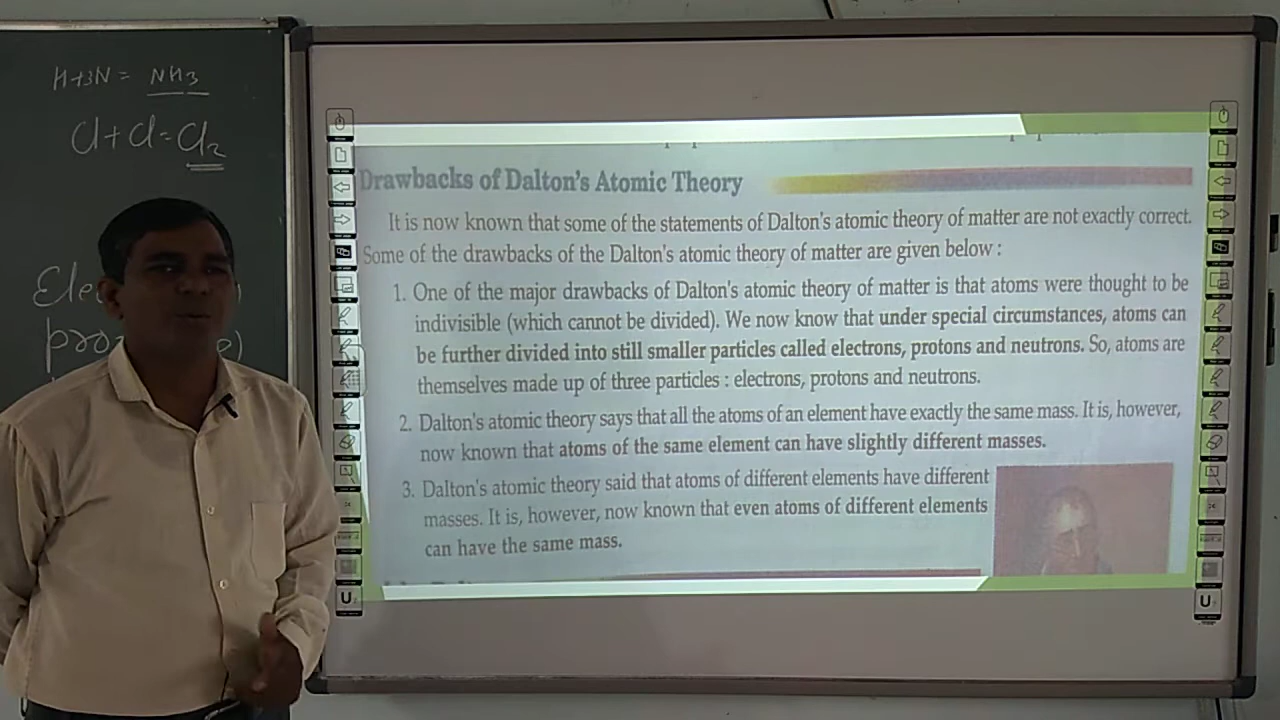 H+3N = NH3
Cl+Cl=Cl2
Drawbacks of Dalton's Atomic Theory
It is now known that some of the statements of Dalton's atomic theory of matter are not exactly correct.
Some of the drawbacks of the Dalton's atomic theory of matter are given below :
1. One of the major drawbacks of Dalton's atomic theory of matter is that atoms were thought to be
indivisible (which cannot be divided). We now know that under special circumstances, atoms can
be further divided into still smaller particles called electrons, protons and neutrons. So, atoms are
themselves made up of three particles : electrons, protons and neutrons.
2. Dalton's atomic theory says that all the atoms of an element have exactly the same mass. It is, however,
now known that atoms of the same element can have slightly different masses.
3. Dalton's atomic theory said that atoms of different elements have different
masses. It is, however, now known that even atoms of different elements
can have the same mass.